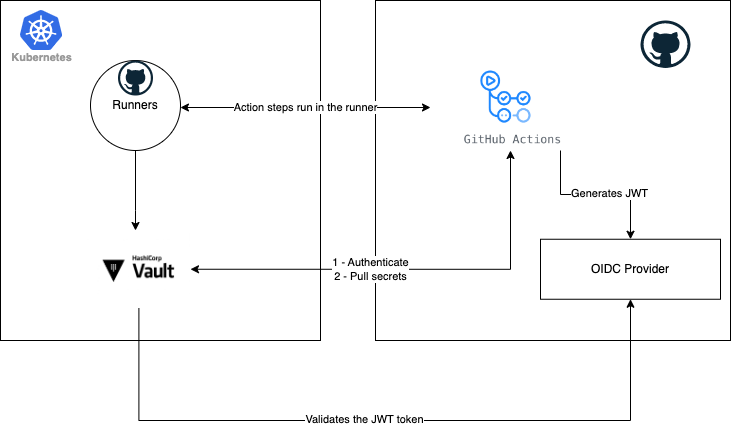 Kubernetes
Runners
Action steps run in the runner
GitHub Actions
Generates JWT
HashiCorp
Vault
1 - Authenticate
2 - Pull secrets
OIDC Provider
Validates the JWT token